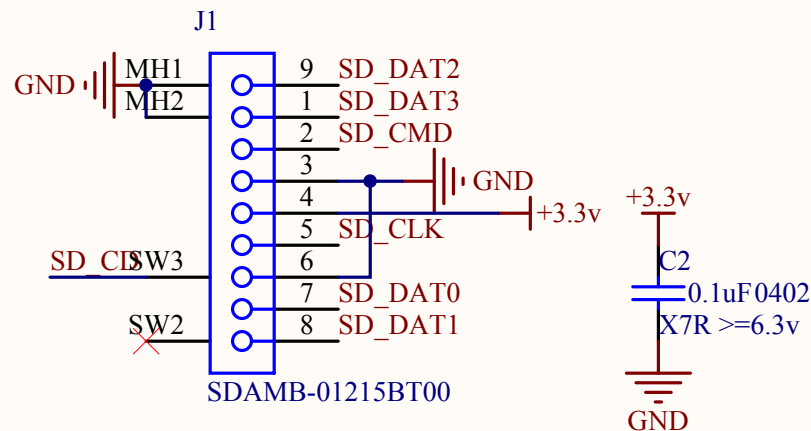 J1
GND MH1 9 SD_DAT2
MH2 1 SD_DAT3
2 SD_CMD
3 GND
4 +3.3v
5 SD_CLK
SD_CD SW3 6
7 SD_DAT0
SW2 8 SD_DAT1
SDAMB-01215BT00
+3.3v
C2
0.1uF 0402
X7R >=6.3v
GND